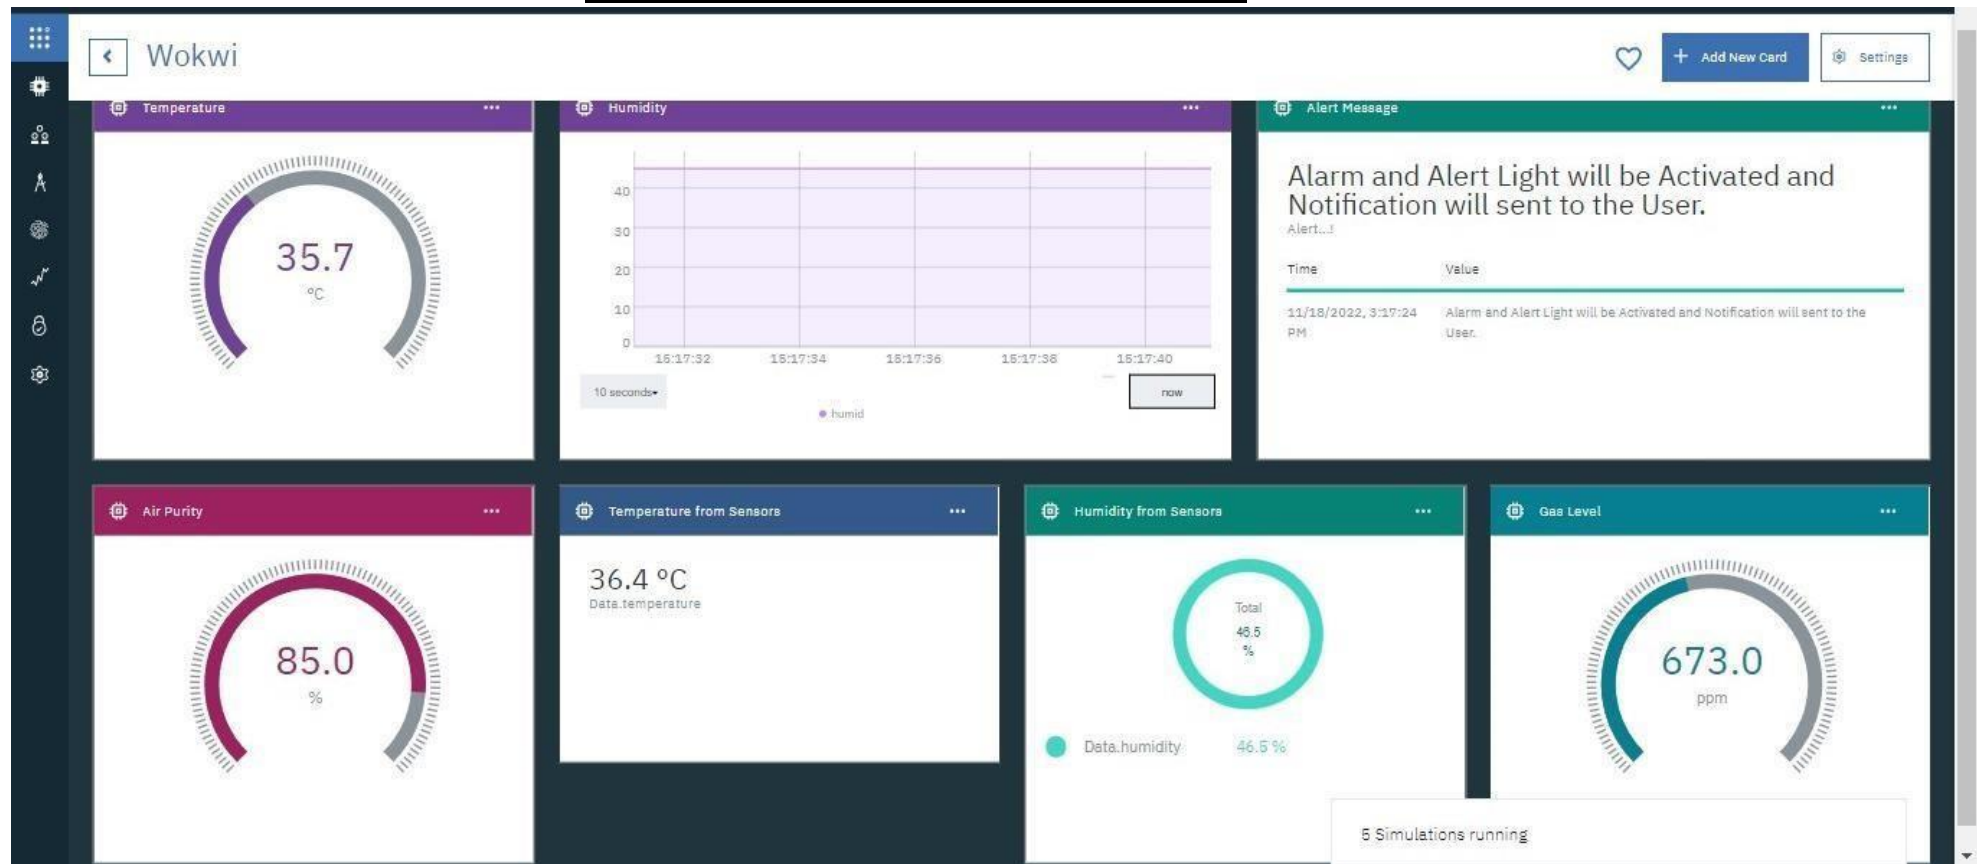 Wokwi
+ Add New Card
Settings
Temperature
35.7
°C
Humidity
40
30
20
10
0
15:17:32 15:17:34 15:17:36 15:17:38 15:17:40
10 seconds
now
humid
Alert Message
Alarm and Alert Light will be Activated and
Notification will sent to the User.
Alert...!
Time Value
11/18/2022, 3:17:24 Alarm and Alert Light will be Activated and Notification will sent to the
PM User.
Air Purity
85.0
%
Temperature from Sensors
36.4 °C
Data.temperature
Humidity from Sensors
Total
46.5
%
Data.humidity 46.5 %
Gas Level
673.0
ppm
5 Simulations running